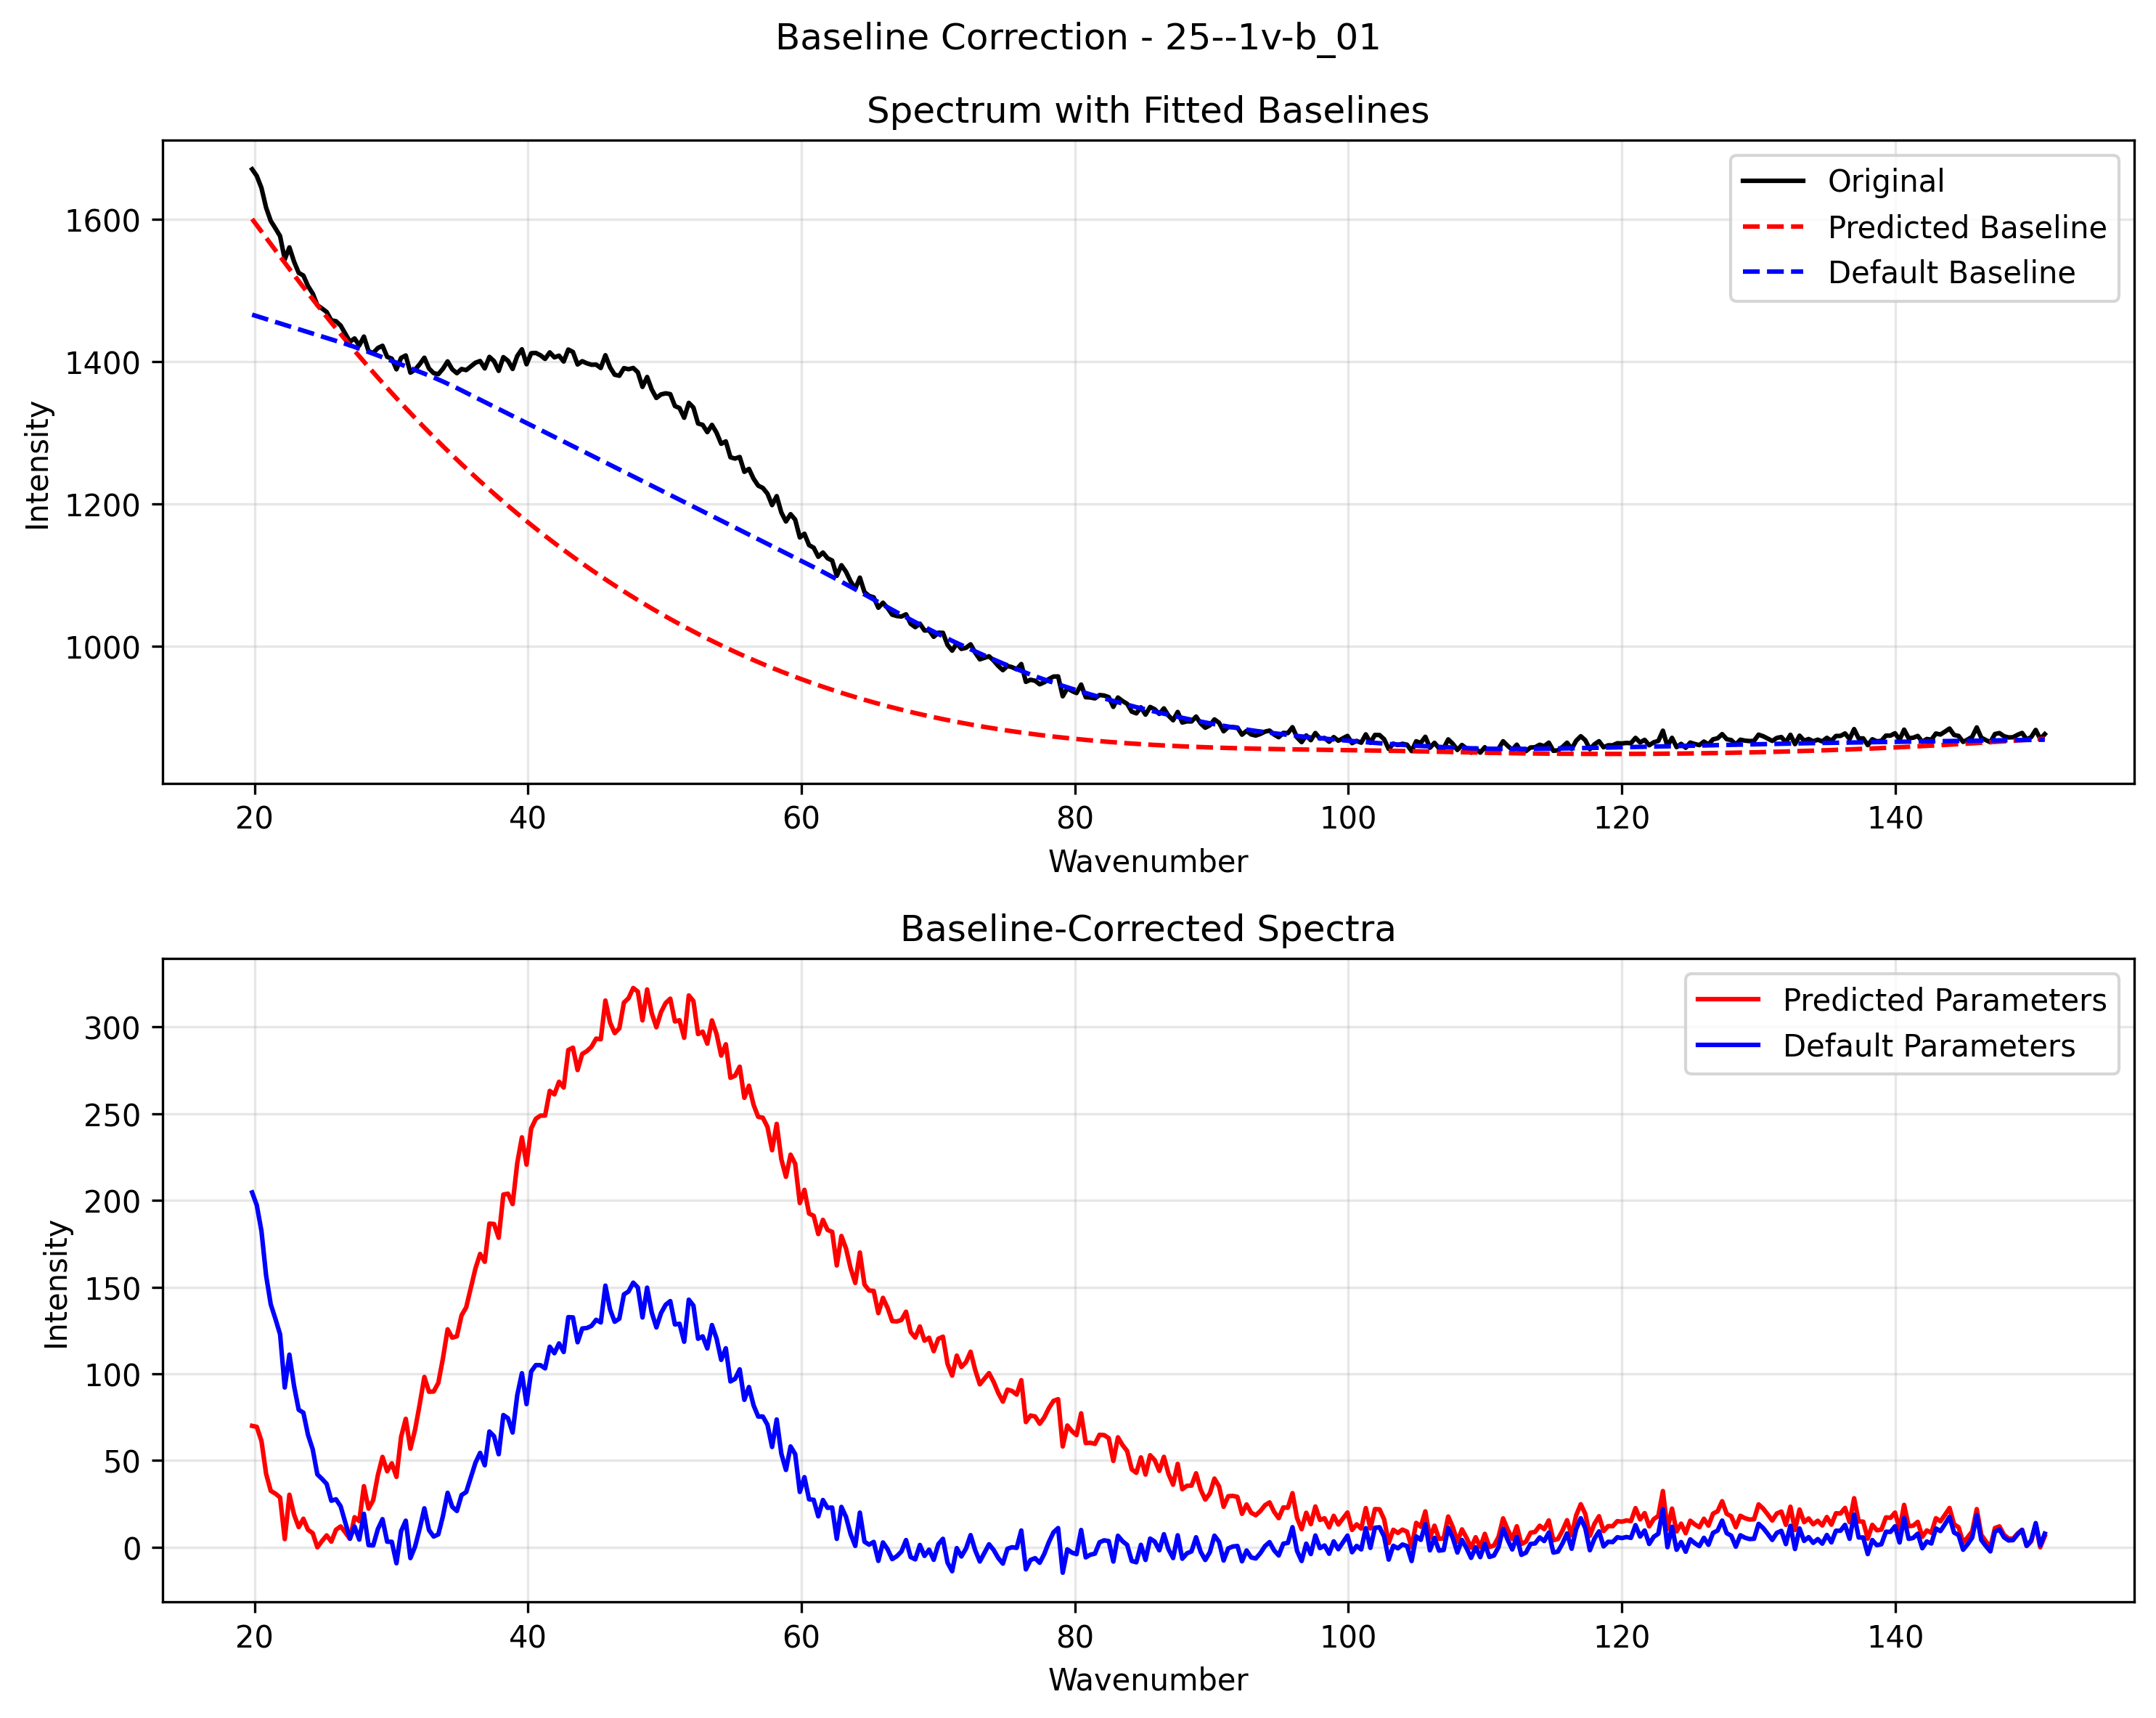 Baseline Correction - 25--1v-b_01
Spectrum with Fitted Baselines
Original
Predicted Baseline
Default Baseline
Intensity
1600
1400
1200
1000
20 40 60 80 100 120 140
Wavenumber
Baseline-Corrected Spectra
Predicted Parameters
Default Parameters
Intensity
300
250
200
150
100
50
0
20 40 60 80 100 120 140
Wavenumber